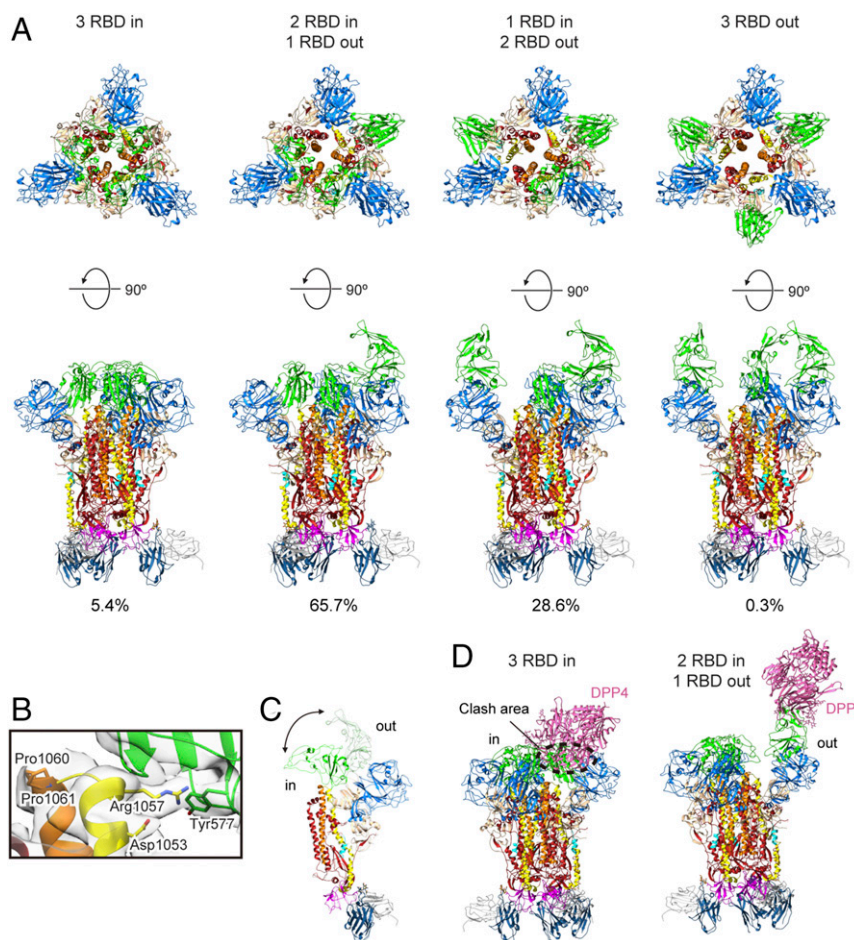 A
3 RBD in
2 RBD in
1 RBD out
1 RBD in
2 RBD out
3 RBD out
90º
90º
90º
90º
5.4%
65.7%
28.6%
0.3%
B
Pro1060
Pro1061
Arg1057
Tyr577
Asp1053
C
out
in
D
3 RBD in
2 RBD in
1 RBD out
DPP4
Clash area
in
DPP
out